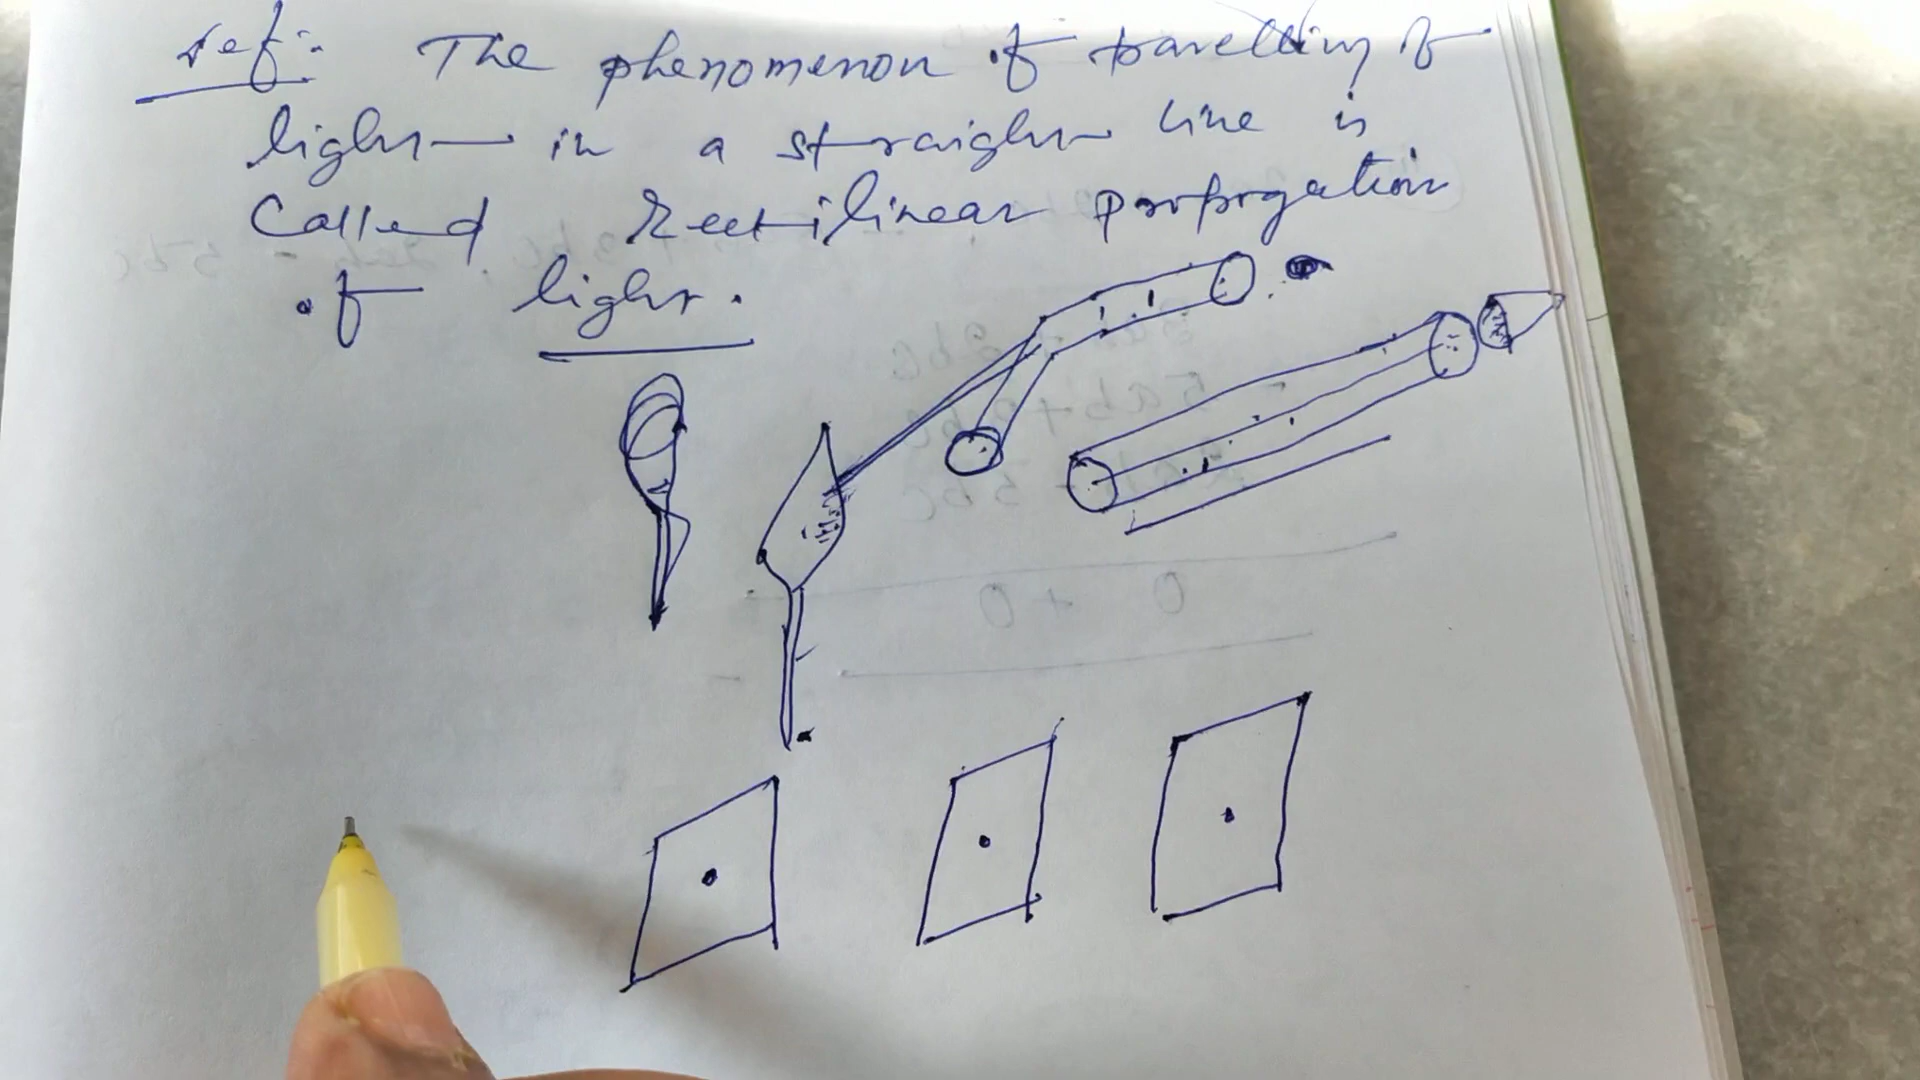 def:-  The phenomenon of travelling of
light in a straight line is
Called Rectilinear propogation
of light.